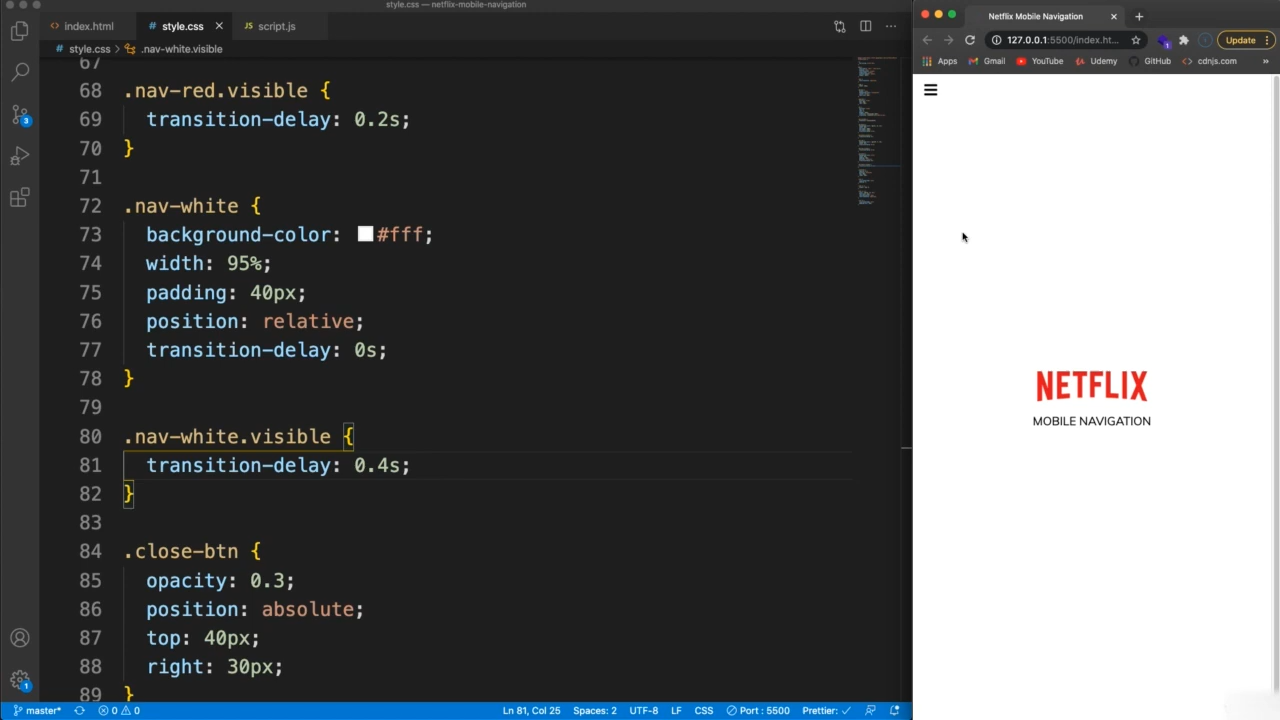 style.css — netflix-mobile-navigation
index.html style.css script.js
style.css > .nav-white.visible
67
68 .nav-red.visible {
69 transition-delay: 0.2s;
70 }
71
72 .nav-white {
73 background-color: #fff;
74 width: 95%;
75 padding: 40px;
76 position: relative;
77 transition-delay: 0s;
78 }
79
80 .nav-white.visible {
81 transition-delay: 0.4s;
82 }
83
84 .close-btn {
85 opacity: 0.3;
86 position: absolute;
87 top: 40px;
88 right: 30px;
89 }
3
1
master* 0 0 Ln 81, Col 25 Spaces: 2 UTF-8 LF CSS Port : 5500 Prettier: ✓
Netflix Mobile Navigation
127.0.0.1:5500/index.ht... 1 Update
Apps Gmail YouTube Udemy GitHub cdnjs.com »
NETFLIX
MOBILE NAVIGATION